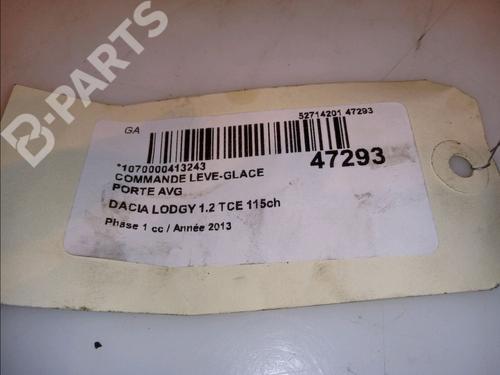 B-PARTS
GA
52714201 47293
*1070000413243
47293
COMMANDE LEVE-GLACE
PORTE AVG
DACIA LODGY 1.2 TCE 115ch
Phase 1 cc / Année 2013